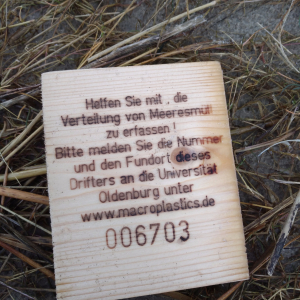 Helfen Sie mit , die
Verteilung von Meeresmüll
zu erfassen !
Bitte melden Sie die Nummer
und den Fundort dieses
Drifters an die Universität
Oldenburg unter
www.macroplastics.de
006703